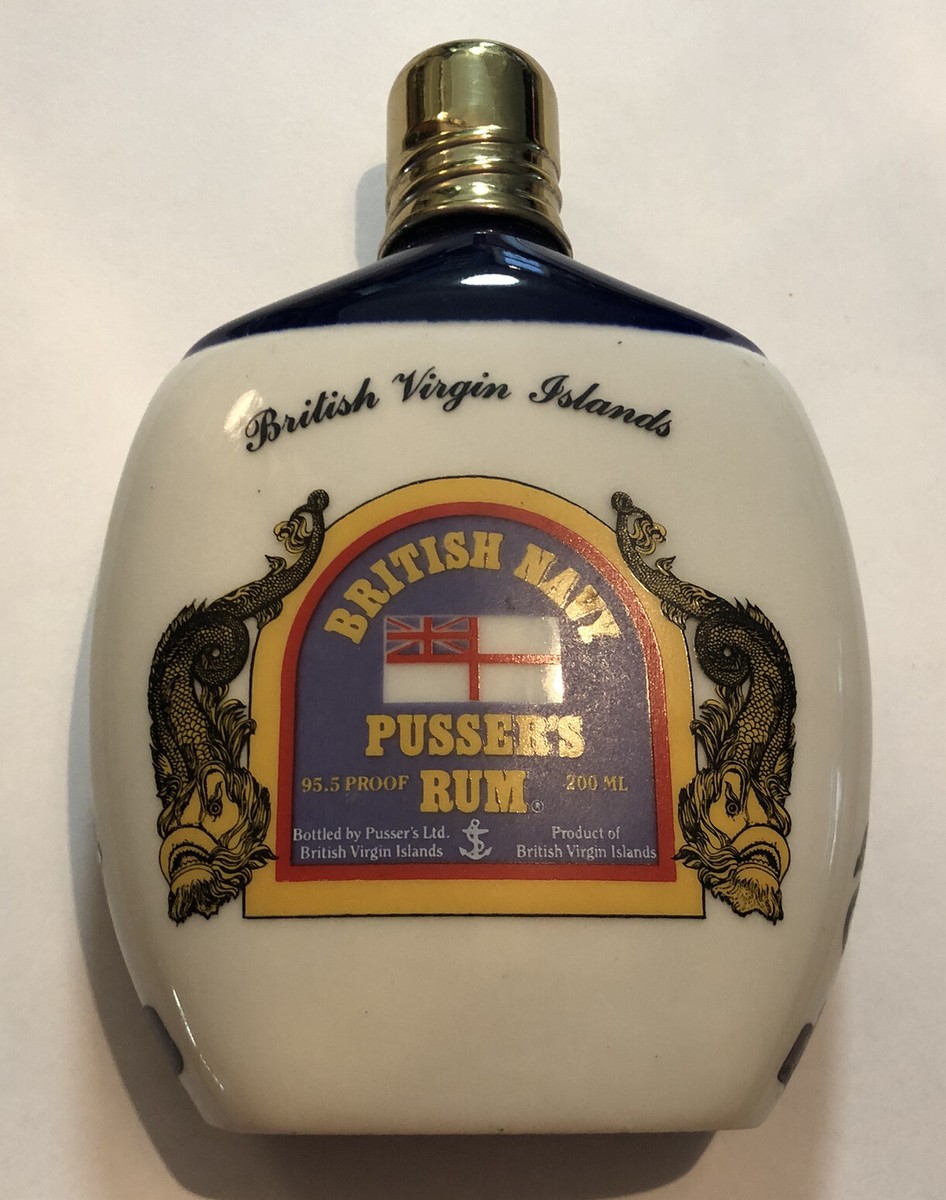 British Virgin Islands
BRITISH NAVY
PUSSER'S
95.5 PROOF RUM® 200 ML
Bottled by Pusser's Ltd. Product of
British Virgin Islands British Virgin Islands